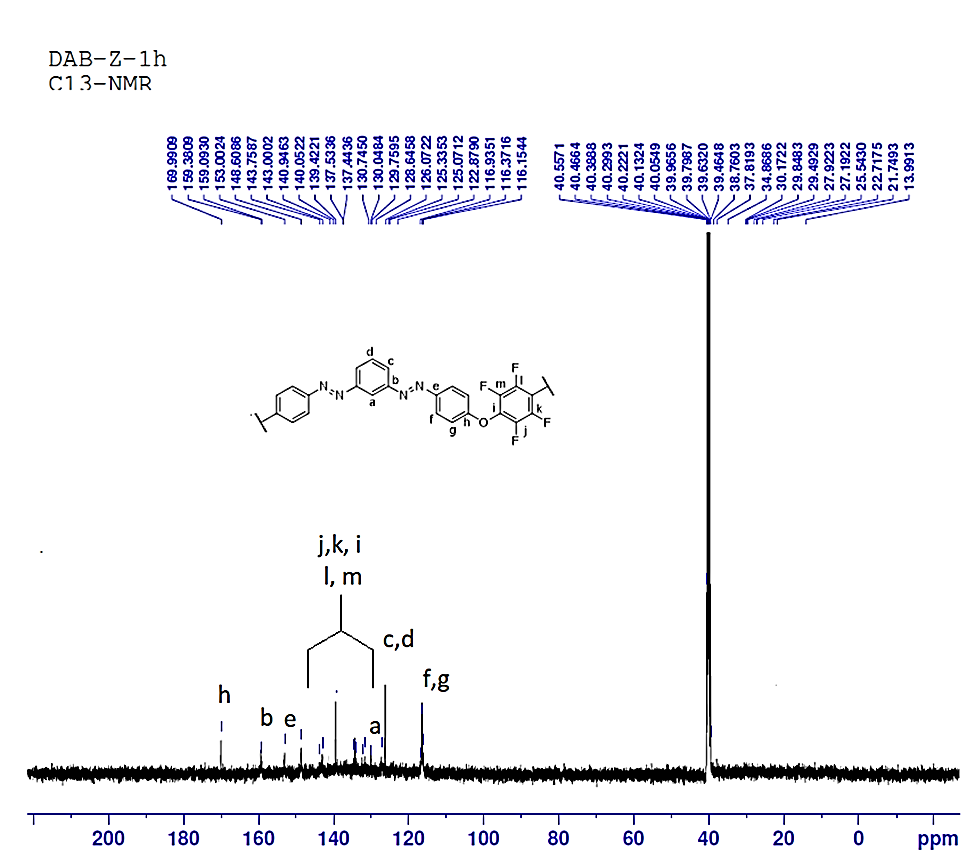 DAB-Z-1h
C13-NMR
169.9909
159.3809
159.0930
153.0024
148.6086
143.7587
143.0002
140.9463
140.0522
139.4221
137.5336
137.4436
130.7450
130.0484
129.7595
128.6458
126.0722
125.3353
125.0712
122.8790
116.9351
116.3716
116.1544
40.5571
40.4664
40.3988
40.2993
40.2221
40.1324
40.0549
39.9656
39.7987
39.6320
39.4648
38.7603
37.8193
34.8686
30.1722
29.8483
29.4929
27.9223
27.1922
25.5430
22.7175
21.7493
13.9913
d
c
b
a
N=N
N=N
e
f
g
h
O
F
F
m
l
i
k
j
F
F
j,k, i
l, m
c,d
f,g
h
b
e
a
200 180 160 140 120 100 80 60 40 20 0 ppm